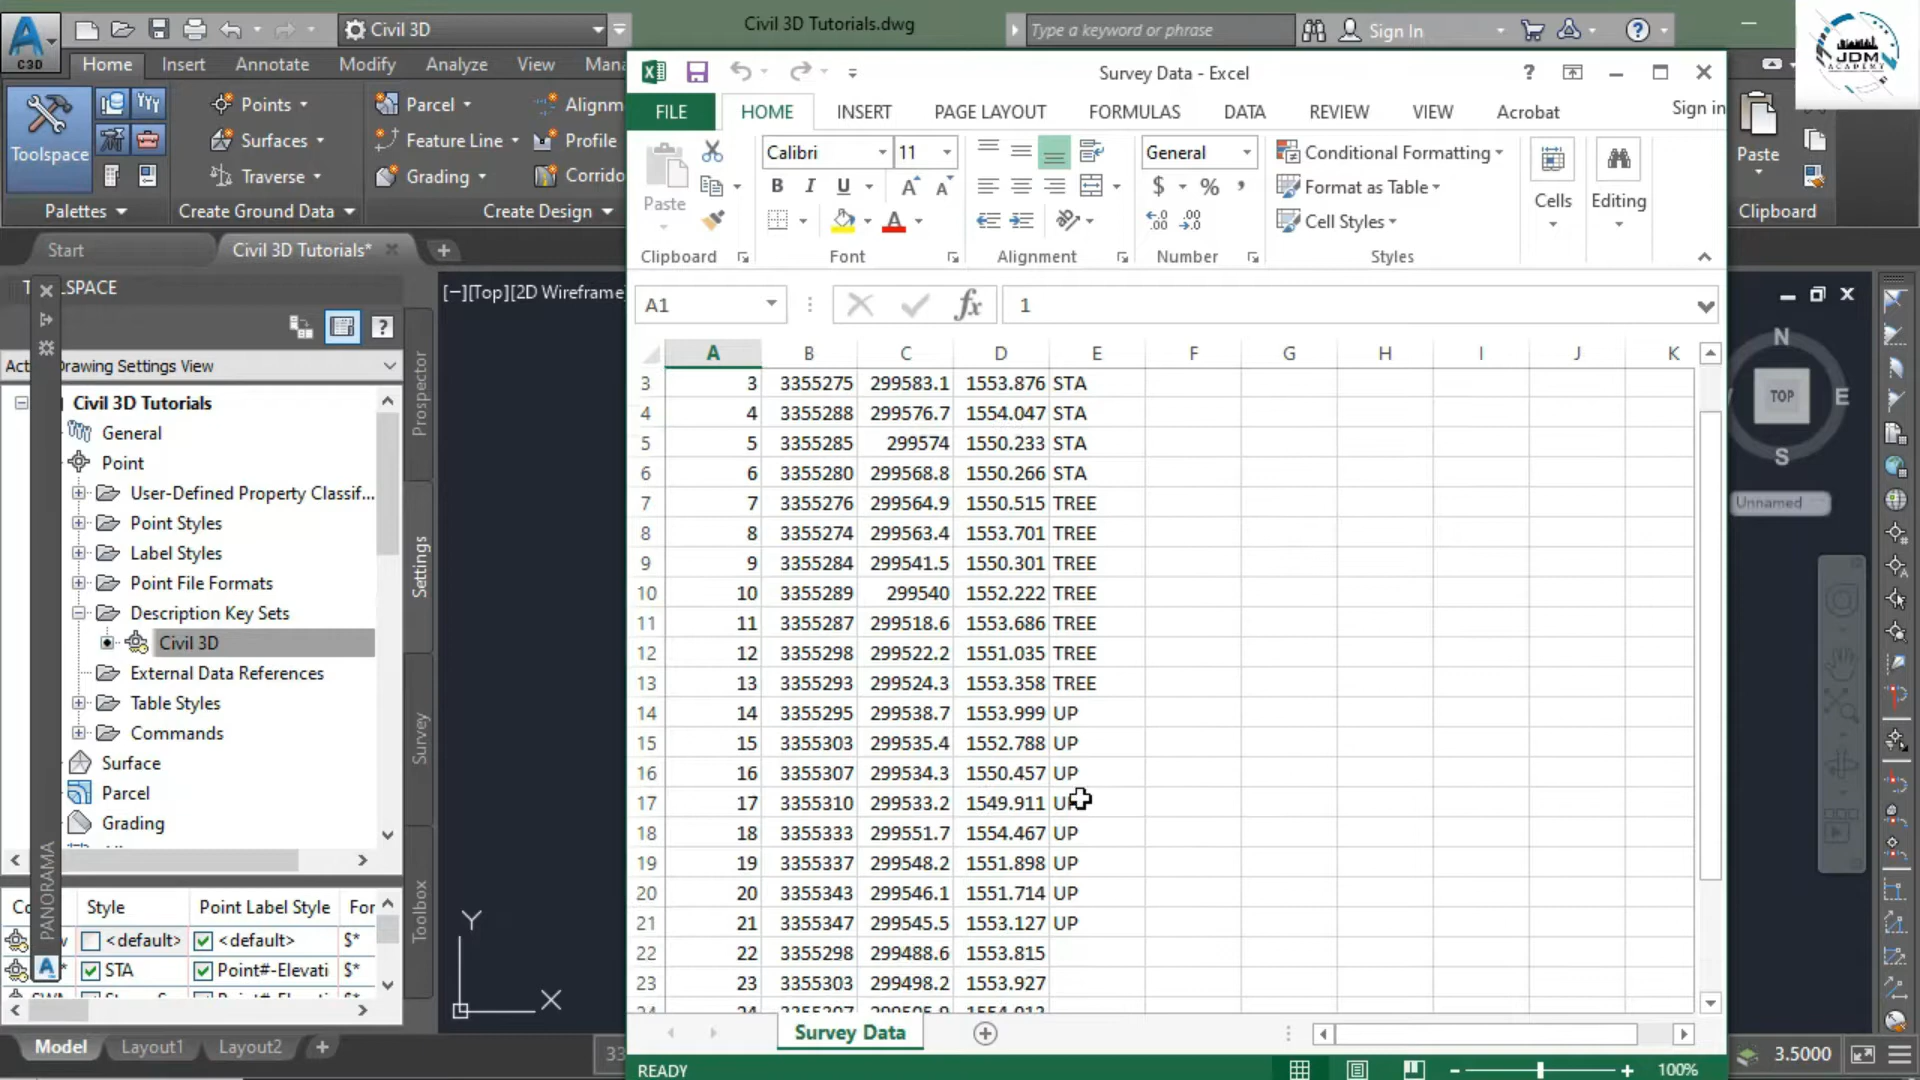 Civil 3D
Civil 3D Tutorials.dwg
Type a keyword or phrase
Sign In
C3D
Home Insert Annotate Modify Analyze View Mana
Toolspace
Points
Surfaces
Traverse
Parcel
Feature Line
Grading
Alignm
Profile
Corrido
Palettes
Create Ground Data
Create Design
Paste
Clipboard
JDM
ACADEMY
Start
Civil 3D Tutorials*
[−][Top][2D Wireframe
Survey Data - Excel
FILE HOME INSERT PAGE LAYOUT FORMULAS DATA REVIEW VIEW Acrobat Sign in
Paste
Calibri 11
B I U
General
$ % ,
Conditional Formatting
Format as Table
Cell Styles
Cells
Editing
Clipboard Font Alignment Number Styles
A1 fx 1
A B C D E F G H I J K
3 3 3355275 299583.1 1553.876 STA
4 4 3355288 299576.7 1554.047 STA
5 5 3355285 299574 1550.233 STA
6 6 3355280 299568.8 1550.266 STA
7 7 3355276 299564.9 1550.515 TREE
8 8 3355274 299563.4 1553.701 TREE
9 9 3355284 299541.5 1550.301 TREE
10 10 3355289 299540 1552.222 TREE
11 11 3355287 299518.6 1553.686 TREE
12 12 3355298 299522.2 1551.035 TREE
13 13 3355293 299524.3 1553.358 TREE
14 14 3355295 299538.7 1553.999 UP
15 15 3355303 299535.4 1552.788 UP
16 16 3355307 299534.3 1550.457 UP
17 17 3355310 299533.2 1549.911 UP
18 18 3355333 299551.7 1554.467 UP
19 19 3355337 299548.2 1551.898 UP
20 20 3355343 299546.1 1551.714 UP
21 21 3355347 299545.5 1553.127 UP
22 22 3355298 299488.6 1553.815
23 23 3355303 299498.2 1553.927
Survey Data
READY
100%
Drawing Settings View
Civil 3D Tutorials
General
Point
User-Defined Property Classif...
Point Styles
Label Styles
Point File Formats
Description Key Sets
Civil 3D
External Data References
Table Styles
Commands
Surface
Parcel
Grading
Prospector
Settings
Survey
Toolbox
PANORAMA
Style Point Label Style For
<default> <default> $*
STA Point#-Elevati $*
Y
X
Model Layout1 Layout2
N
TOP
E
S
Unnamed
3.5000